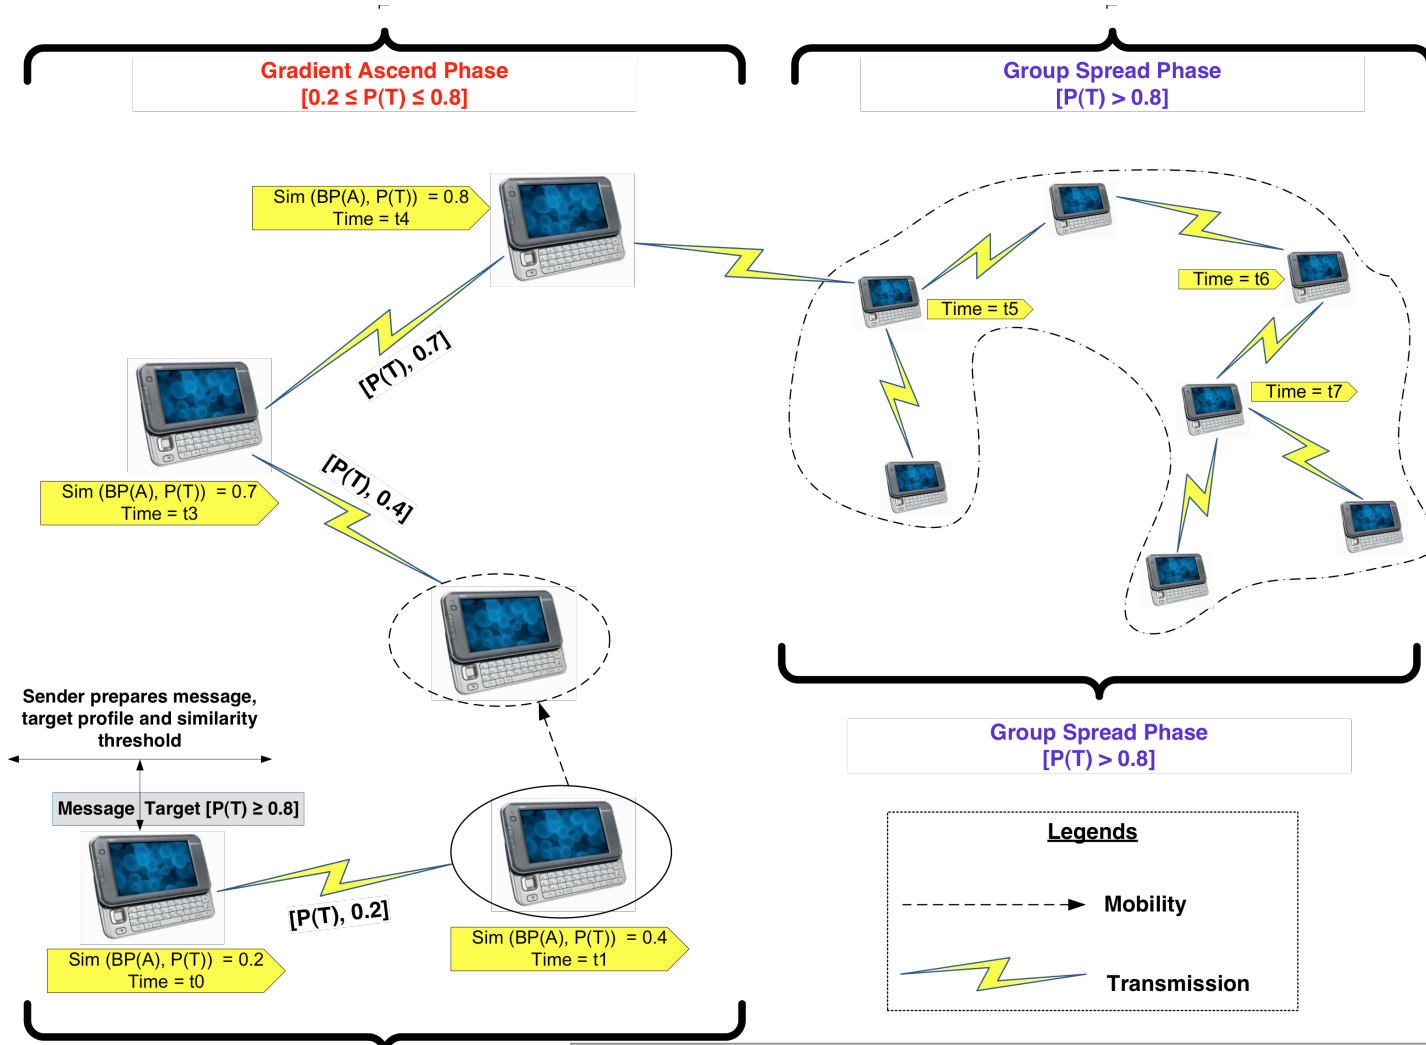 Gradient Ascend Phase
[0.2 ≤ P(T) ≤ 0.8]
Group Spread Phase
[P(T) > 0.8]
Sim (BP(A), P(T)) = 0.8
Time = t4
Time = t6
Time = t5
[P(T), 0.7]
Time = t7
[P(T), 0.4]
Sim (BP(A), P(T)) = 0.7
Time = t3
Sender prepares message,
target profile and similarity
threshold
Group Spread Phase
[P(T) > 0.8]
Message Target [P(T) ≥ 0.8]
Legends
Mobility
[P(T), 0.2]
Sim (BP(A), P(T)) = 0.4
Time = t1
Sim (BP(A), P(T)) = 0.2
Time = t0
Transmission